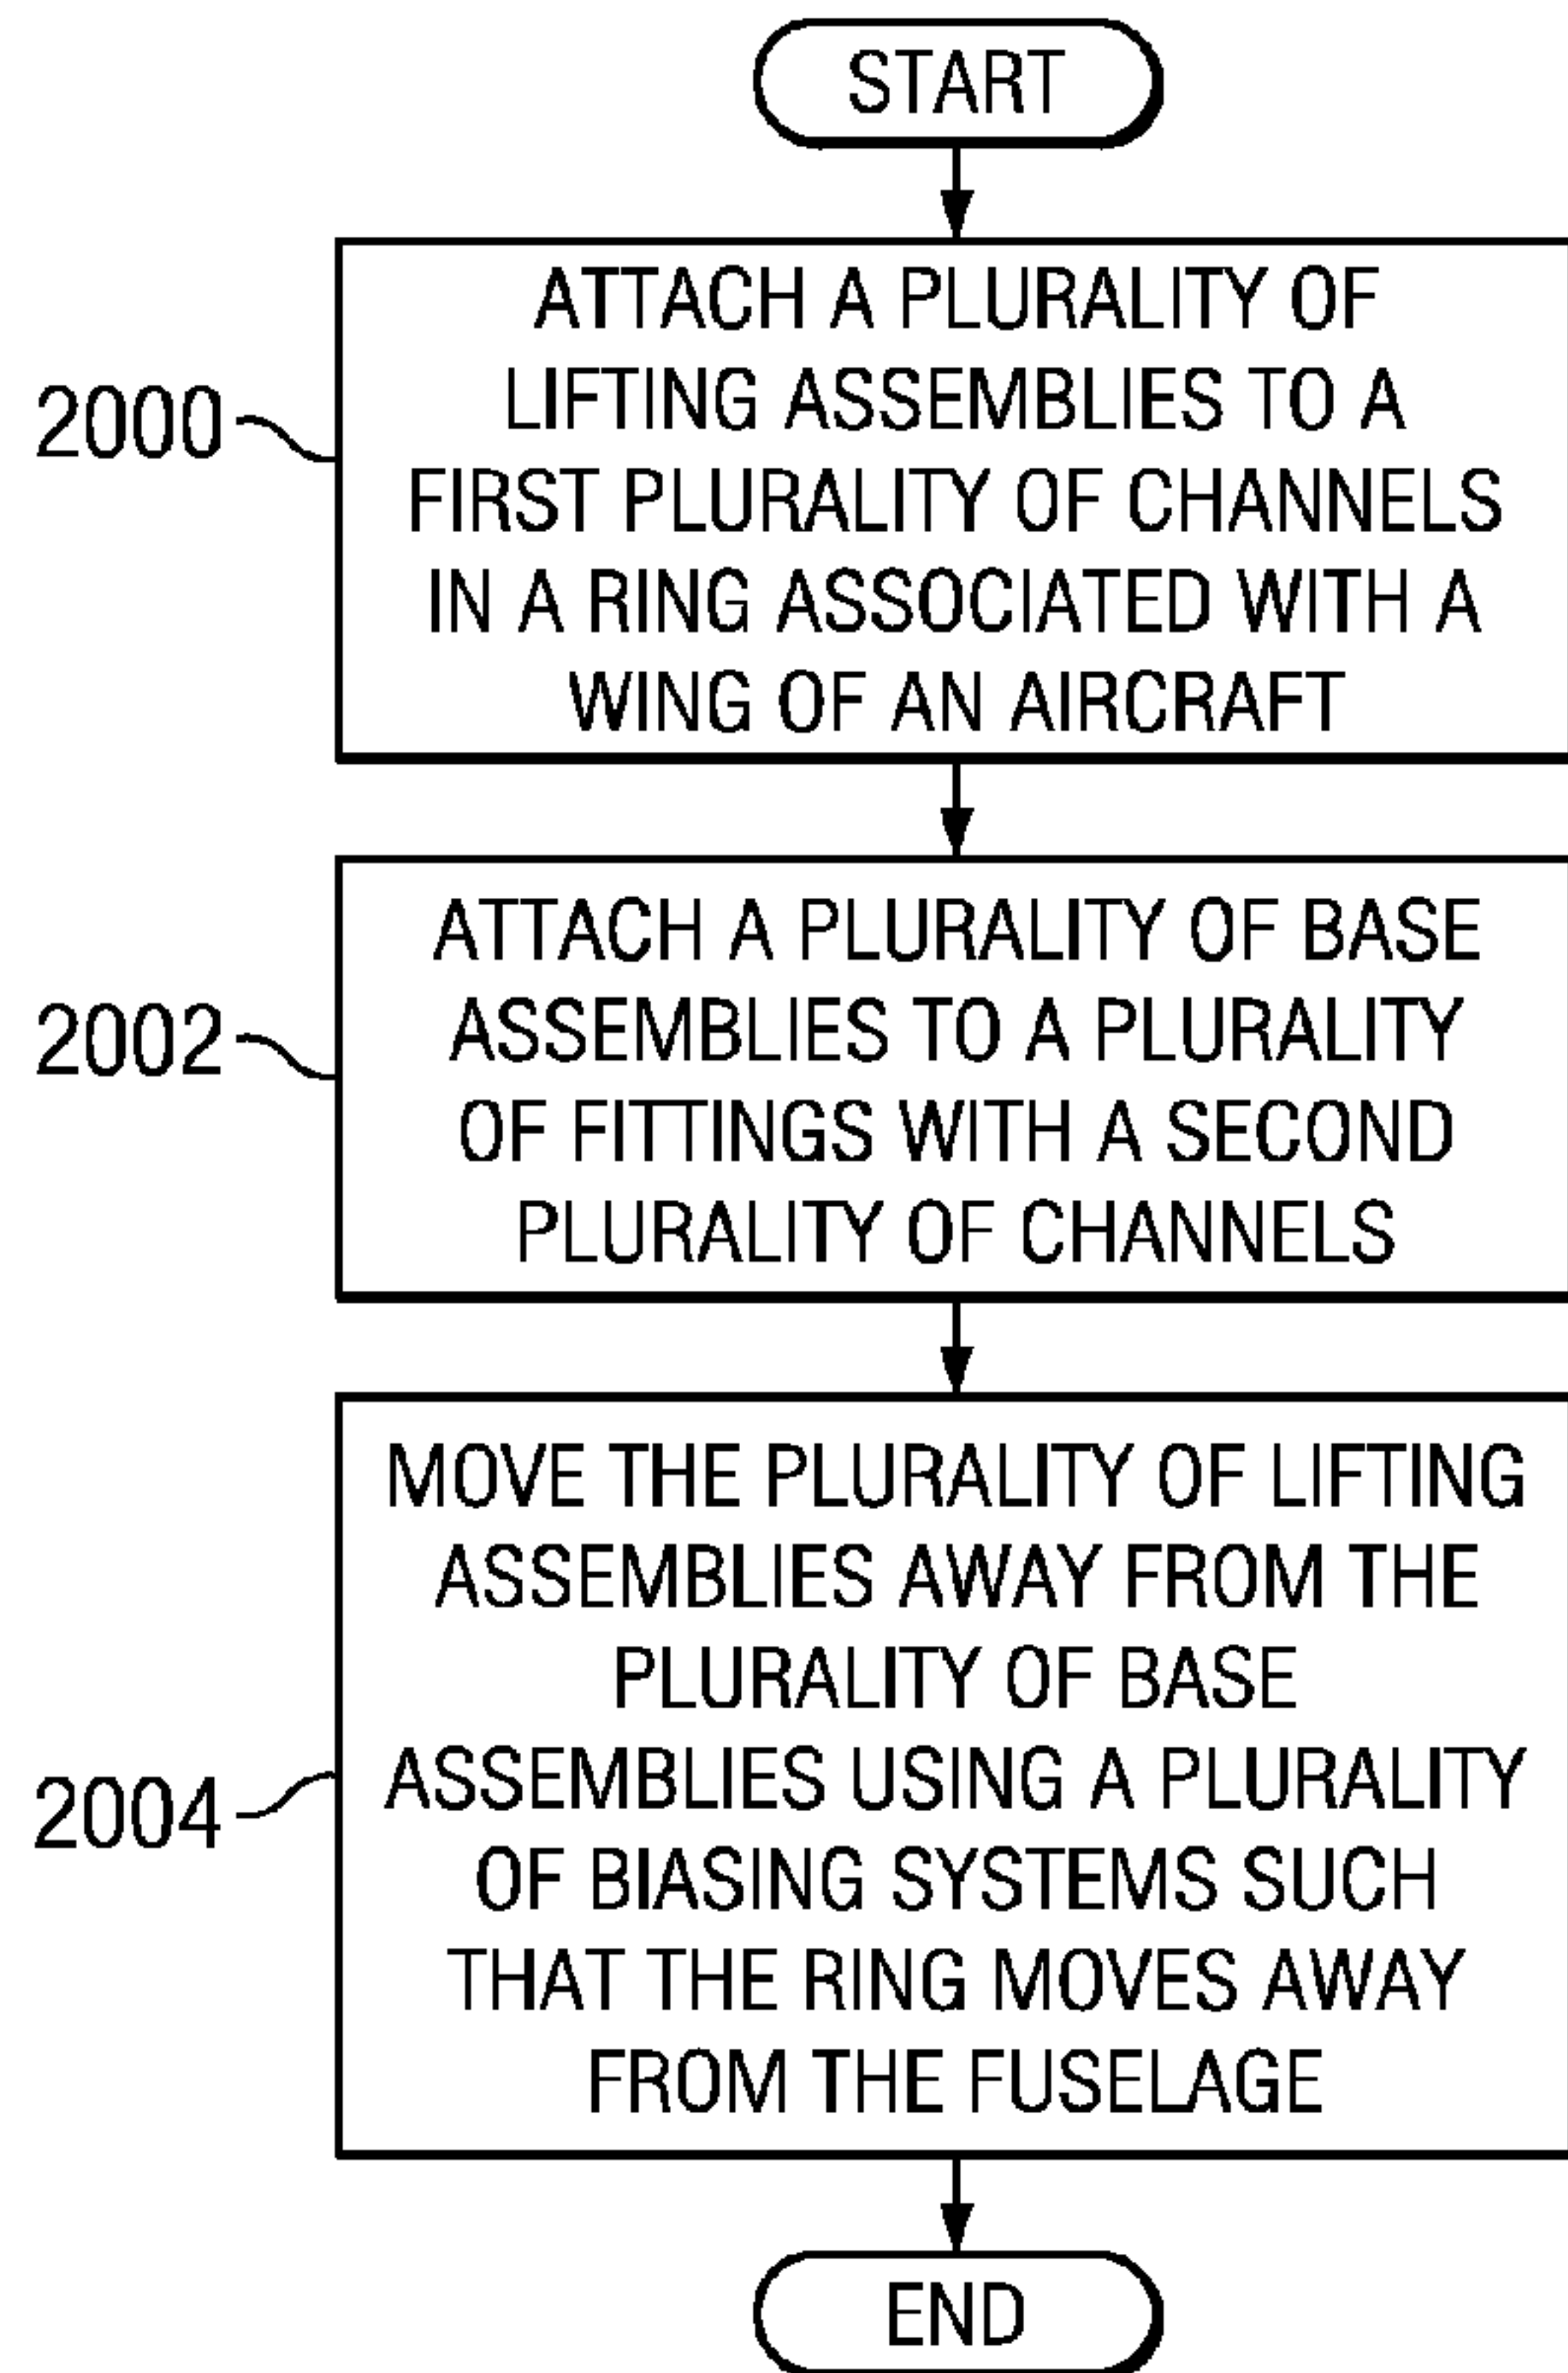 START
2000
ATTACH A PLURALITY OF
LIFTING ASSEMBLIES TO A
FIRST PLURALITY OF CHANNELS
IN A RING ASSOCIATED WITH A
WING OF AN AIRCRAFT
2002
ATTACH A PLURALITY OF BASE
ASSEMBLIES TO A PLURALITY
OF FITTINGS WITH A SECOND
PLURALITY OF CHANNELS
2004
MOVE THE PLURALITY OF LIFTING
ASSEMBLIES AWAY FROM THE
PLURALITY OF BASE
ASSEMBLIES USING A PLURALITY
OF BIASING SYSTEMS SUCH
THAT THE RING MOVES AWAY
FROM THE FUSELAGE
END